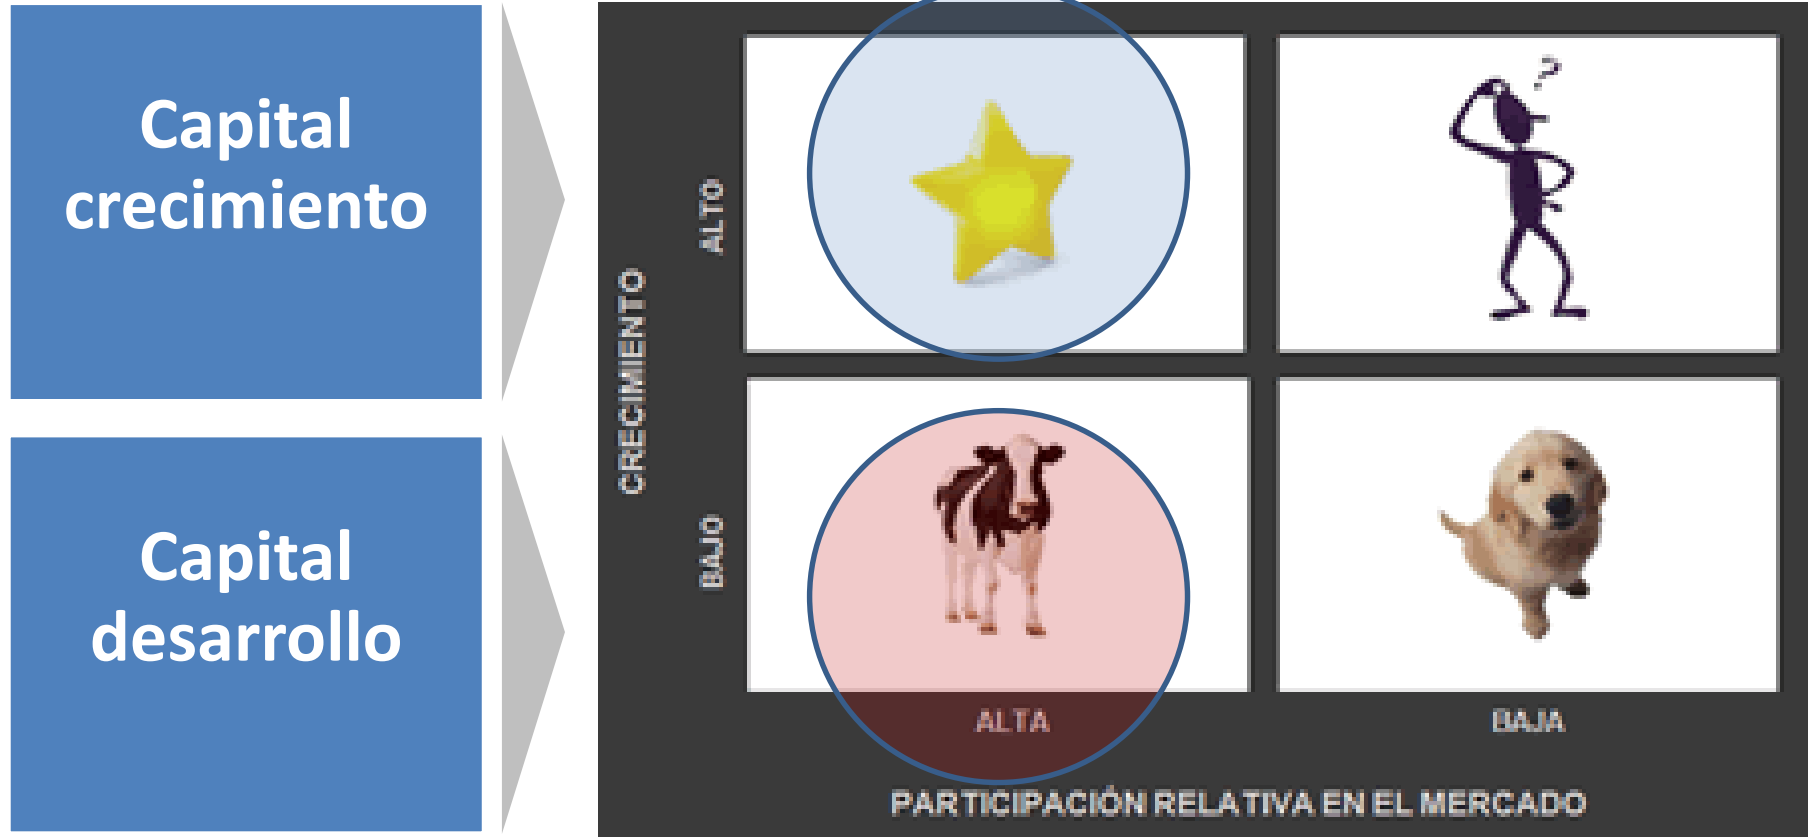 Capital
crecimiento
Capital
desarrollo
CRECIMIENTO
ALTO
BAJO
?
ALTA
BAJA
PARTICIPACIÓN RELATIVA EN EL MERCADO